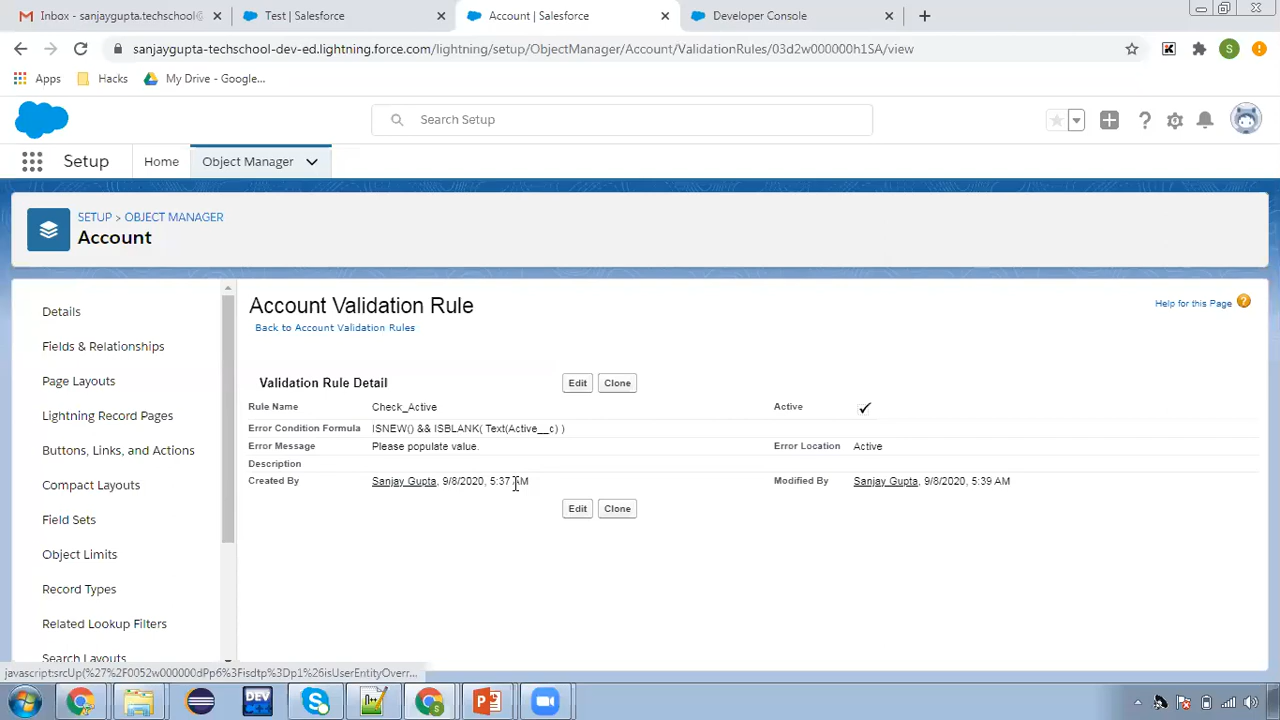 Inbox - sanjaygupta.techschool@
Test | Salesforce
Account | Salesforce
Developer Console
sanjaygupta-techschool-dev-ed.lightning.force.com/lightning/setup/ObjectManager/Account/ValidationRules/03d2w000000h1SA/view
S
Apps
Hacks
My Drive - Google...
Search Setup
Setup
Home
Object Manager
SETUP > OBJECT MANAGER
Account
Details
Fields & Relationships
Page Layouts
Lightning Record Pages
Buttons, Links, and Actions
Compact Layouts
Field Sets
Object Limits
Record Types
Related Lookup Filters
Search Layouts
Account Validation Rule
Help for this Page
Back to Account Validation Rules
Validation Rule Detail
Edit Clone
Rule Name Check_Active Active
Error Condition Formula ISNEW() && ISBLANK( Text(Active__c) )
Error Message Please populate value. Error Location Active
Description
Created By Sanjay Gupta, 9/8/2020, 5:37 AM Modified By Sanjay Gupta, 9/8/2020, 5:39 AM
Edit Clone
javascript:srcUp(%27%2F0052w000000dPp6%3Fisdtp%3Dp1%26isUserEntityOverr...
DEV